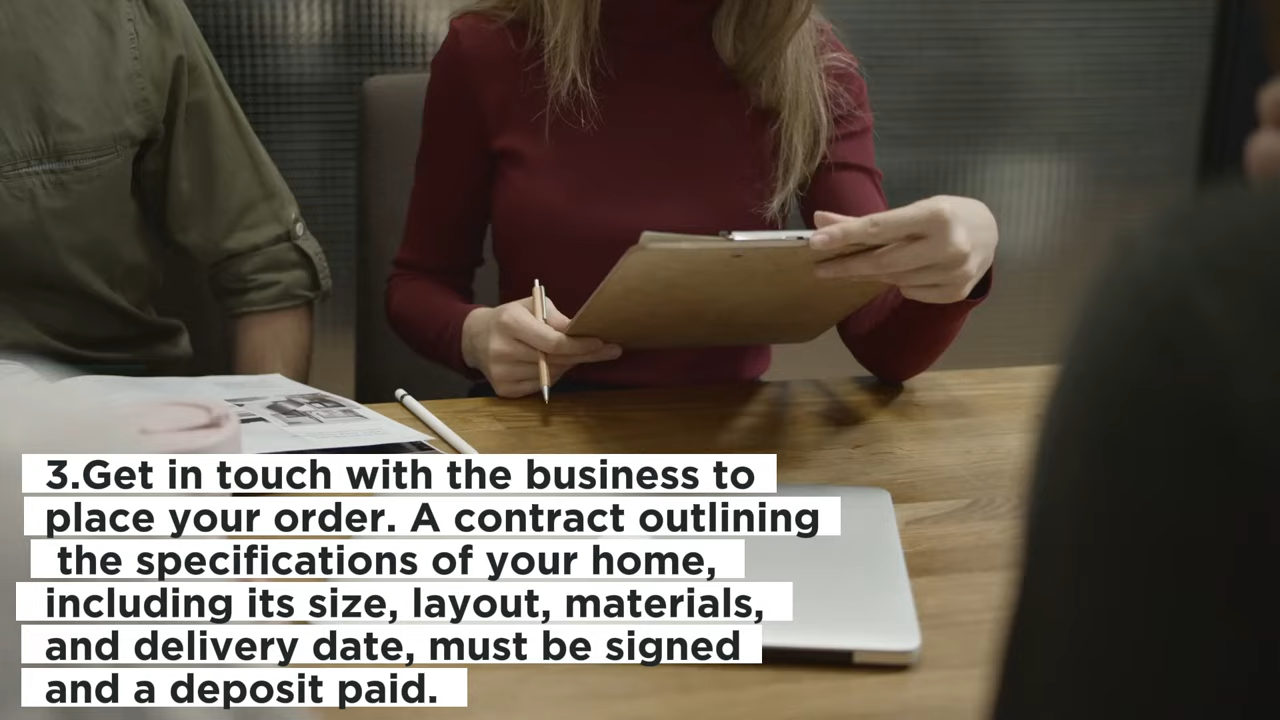 3.Get in touch with the business to
place your order. A contract outlining
the specifications of your home,
including its size, layout, materials,
and delivery date, must be signed
and a deposit paid.